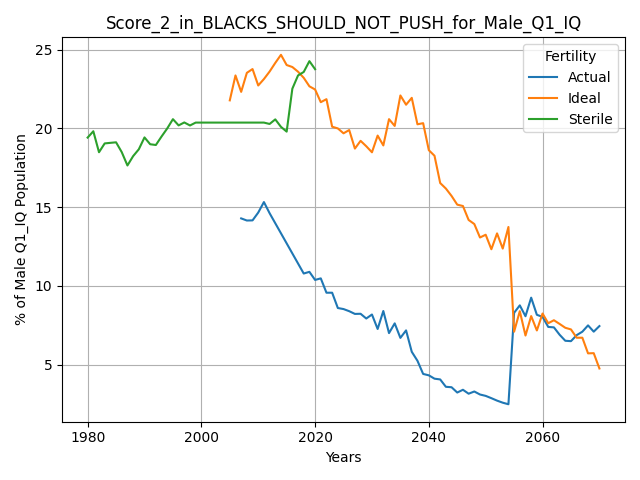 Score_2_in_BLACKS_SHOULD_NOT_PUSH_for_Male_Q1_IQ
% of Male Q1_IQ Population
25
20
15
10
5
Fertility
Actual
Ideal
Sterile
1980 2000 2020 2040 2060
Years